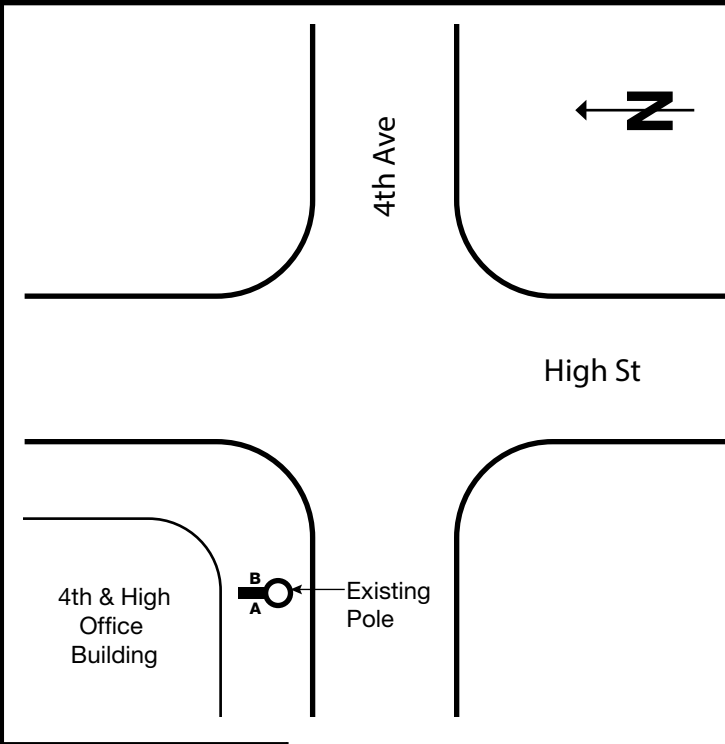 4th Ave
N
High St
B
A
Existing
Pole
4th & High
Office
Building